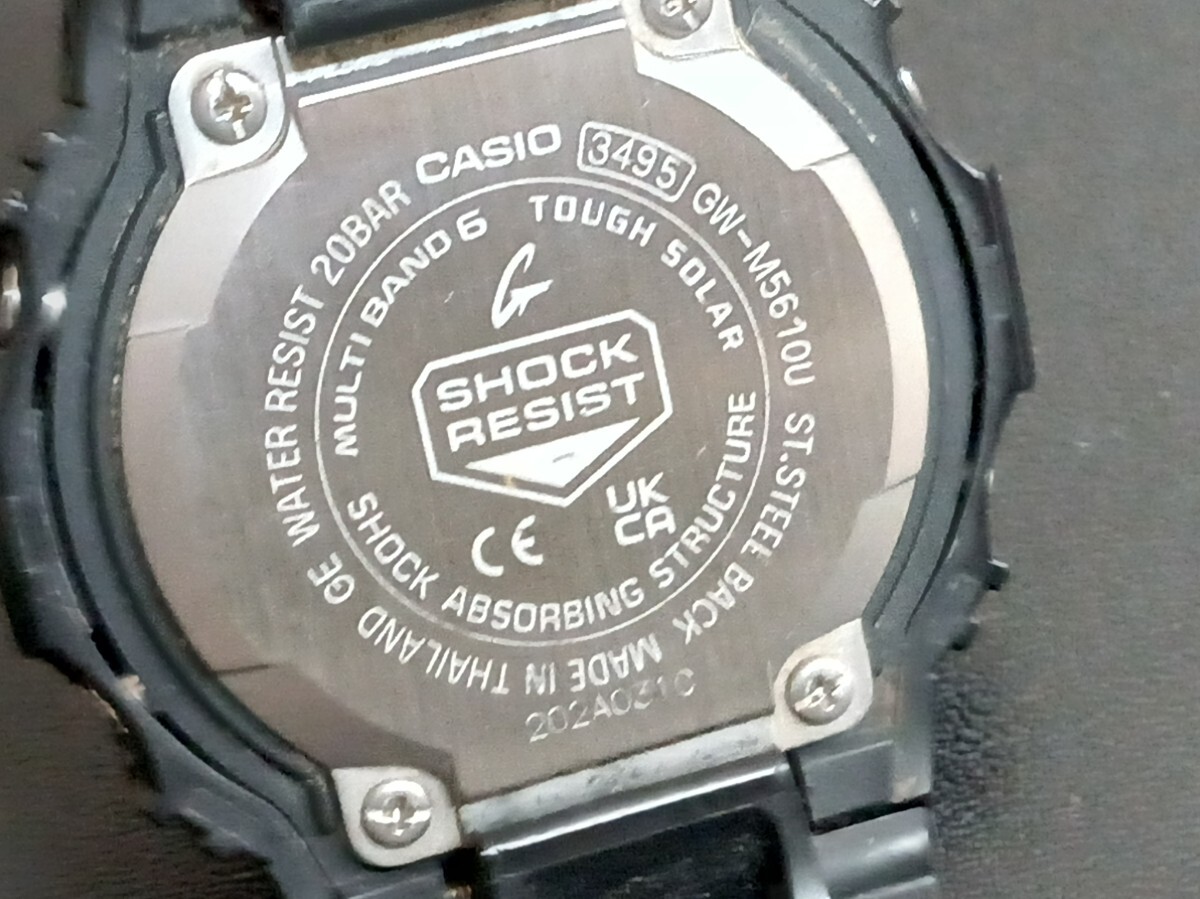 CASIO 3495 GW-M5610U ST.STEEL BACK MADE IN THAILAND GE WATER RESIST 20BAR
MULTI BAND 6 TOUGH SOLAR
G
SHOCK
RESIST
CE
UK
CA
SHOCK ABSORBING STRUCTURE